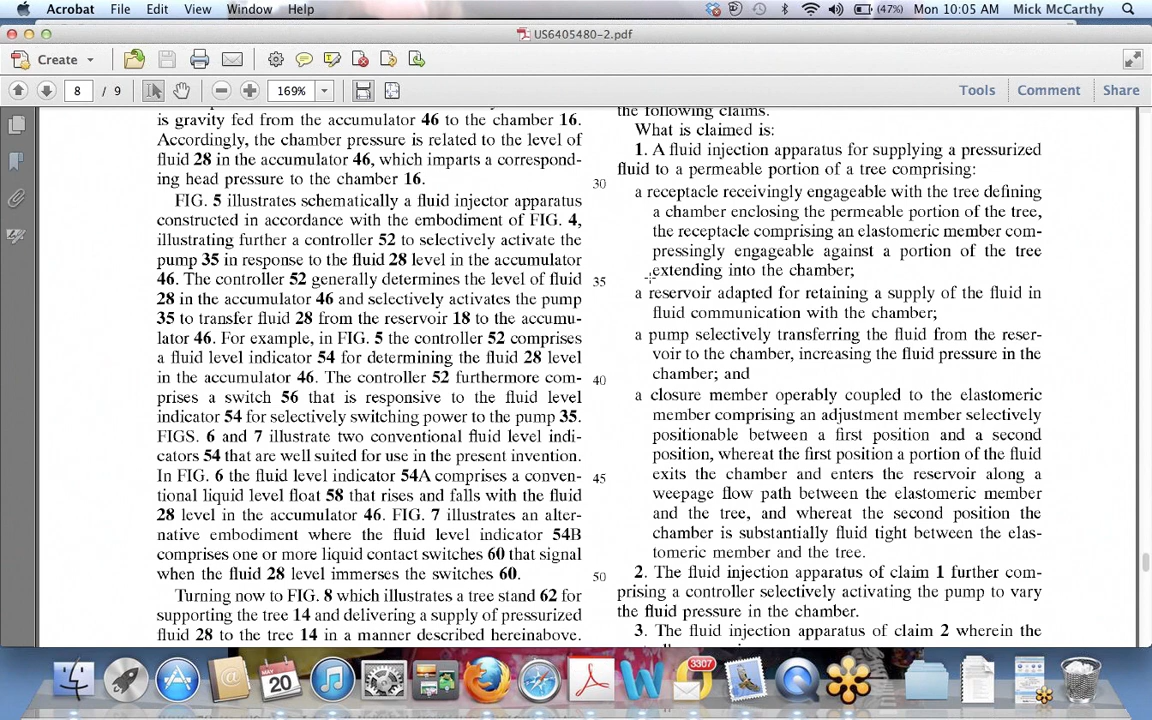 Acrobat File Edit View Window Help (47%) Mon 10:05 AM Mick McCarthy
US6405480-2.pdf
Create
8 / 9 169% Tools Comment Share
is gravity fed from the accumulator 46 to the chamber 16.
Accordingly, the chamber pressure is related to the level of
fluid 28 in the accumulator 46, which imparts a correspond-
ing head pressure to the chamber 16.
FIG. 5 illustrates schematically a fluid injector apparatus
constructed in accordance with the embodiment of FIG. 4,
illustrating further a controller 52 to selectively activate the
pump 35 in response to the fluid 28 level in the accumulator
46. The controller 52 generally determines the level of fluid
28 in the accumulator 46 and selectively activates the pump
35 to transfer fluid 28 from the reservoir 18 to the accumu-
lator 46. For example, in FIG. 5 the controller 52 comprises
a fluid level indicator 54 for determining the fluid 28 level
in the accumulator 46. The controller 52 furthermore com-
prises a switch 56 that is responsive to the fluid level
indicator 54 for selectively switching power to the pump 35.
FIGS. 6 and 7 illustrate two conventional fluid level indi-
cators 54 that are well suited for use in the present invention.
In FIG. 6 the fluid level indicator 54A comprises a conven-
tional liquid level float 58 that rises and falls with the fluid
28 level in the accumulator 46. FIG. 7 illustrates an alter-
native embodiment where the fluid level indicator 54B
comprises one or more liquid contact switches 60 that signal
when the fluid 28 level immerses the switches 60.
Turning now to FIG. 8 which illustrates a tree stand 62 for
supporting the tree 14 and delivering a supply of pressurized
fluid 28 to the tree 14 in a manner described hereinabove.
30
35
40
45
50
the following claims.
What is claimed is:
1. A fluid injection apparatus for supplying a pressurized
fluid to a permeable portion of a tree comprising:
a receptacle receivingly engageable with the tree defining
a chamber enclosing the permeable portion of the tree,
the receptacle comprising an elastomeric member com-
pressingly engageable against a portion of the tree
extending into the chamber;
a reservoir adapted for retaining a supply of the fluid in
fluid communication with the chamber;
a pump selectively transferring the fluid from the reser-
voir to the chamber, increasing the fluid pressure in the
chamber; and
a closure member operably coupled to the elastomeric
member comprising an adjustment member selectively
positionable between a first position and a second
position, whereat the first position a portion of the fluid
exits the chamber and enters the reservoir along a
weepage flow path between the elastomeric member
and the tree, and whereat the second position the
chamber is substantially fluid tight between the elas-
tomeric member and the tree.
2. The fluid injection apparatus of claim 1 further com-
prising a controller selectively activating the pump to vary
the fluid pressure in the chamber.
3. The fluid injection apparatus of claim 2 wherein the
MAY
20
3307